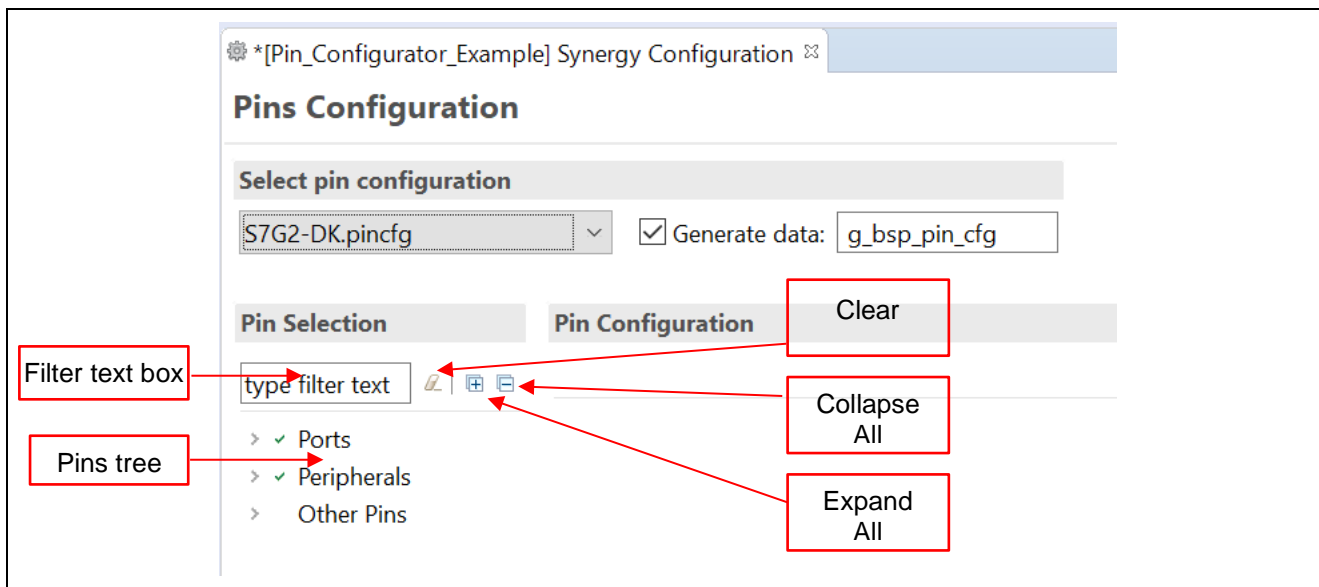 *[Pin_Configurator_Example] Synergy Configuration
Pins Configuration
Select pin configuration
S7G2-DK.pincfg
Generate data:
g_bsp_pin_cfg
Pin Selection
Pin Configuration
Clear
Filter text box
type filter text
Collapse
All
Ports
Pins tree
Peripherals
Other Pins
Expand
All